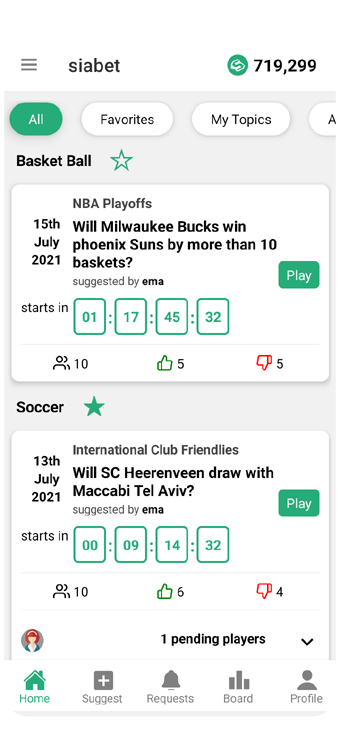 siabet
719,299
All
Favorites
My Topics
A
Basket Ball
NBA Playoffs
15th
July
2021
Will Milwaukee Bucks win
phoenix Suns by more than 10
baskets?
suggested by ema
Play
starts in
01 : 17 : 45 : 32
10
5
5
Soccer
International Club Friendlies
13th
July
2021
Will SC Heerenveen draw with
Maccabi Tel Aviv?
suggested by ema
Play
starts in
00 : 09 : 14 : 32
10
6
4
1 pending players
Home
Suggest
Requests
Board
Profile